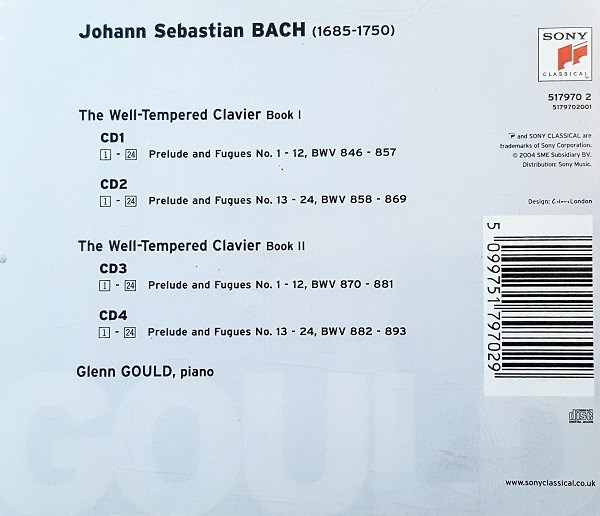 Johann Sebastian BACH (1685-1750)
SONY
CLASSICAL
517970 2
5179702001
The Well-Tempered Clavier Book I
CD1
1 - 24 Prelude and Fugues No. 1 - 12, BWV 846 - 857
and SONY CLASSICAL are
trademarks of Sony Corporation.
© 2004 SME Subsidiary BV.
Distribution: Sony Music.
CD2
1 - 24 Prelude and Fugues No. 13 - 24, BWV 858 - 869
Design: London
The Well-Tempered Clavier Book II
CD3
1 - 24 Prelude and Fugues No. 1 - 12, BWV 870 - 881
CD4
1 - 24 Prelude and Fugues No. 13 - 24, BWV 882 - 893
5 099751 797029
Glenn GOULD, piano
GOULD
www.sonyclassical.co.uk